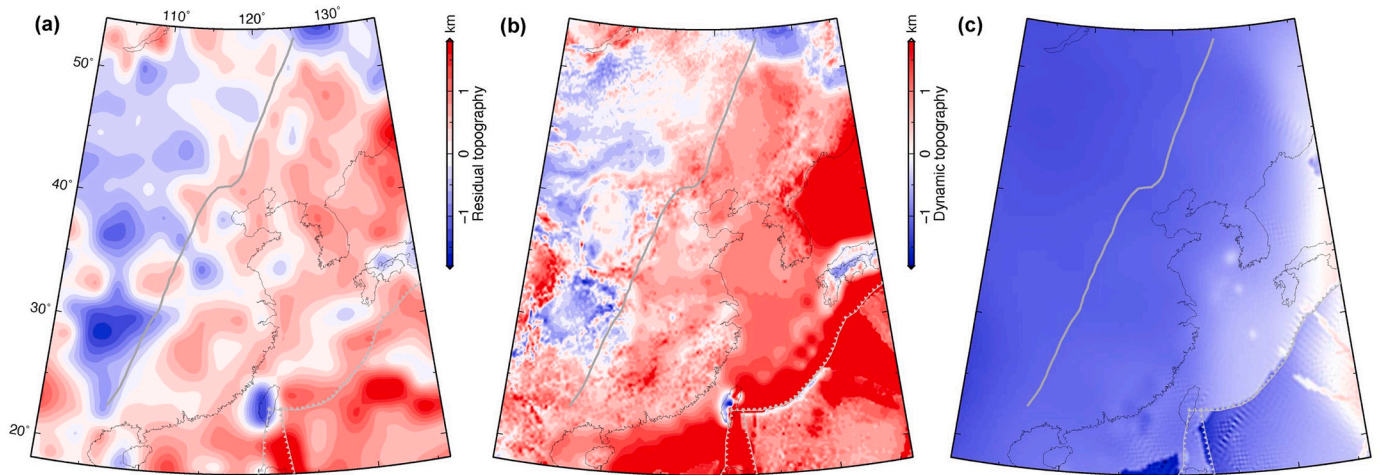 (a)
110°
120°
130°
50°
40°
30°
20°
km
1
0
−1
Residual topography
(b)
km
1
0
−1
Dynamic topography
(c)